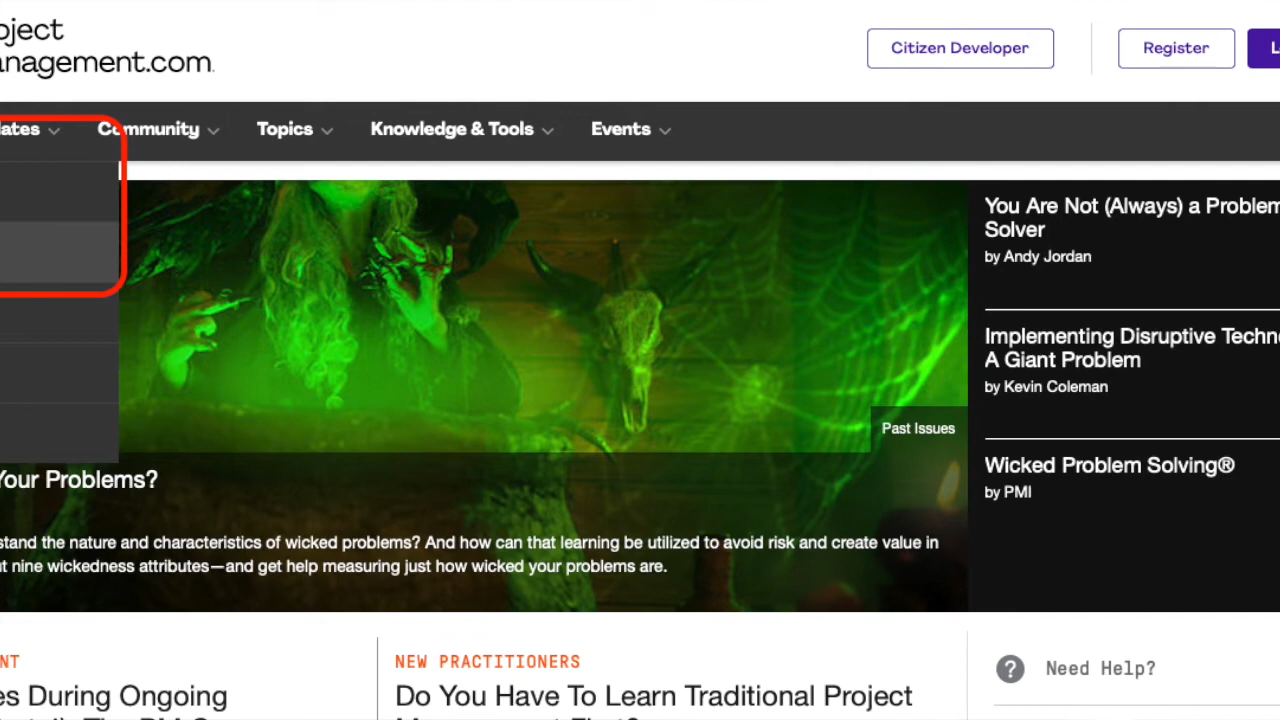 oject
anagement.com
Citizen Developer
Register
lates
Community
Topics
Knowledge & Tools
Events
You Are Not (Always) a Problem
Solver
by Andy Jordan
Implementing Disruptive Techn
A Giant Problem
by Kevin Coleman
Past Issues
Wicked Problem Solving®
by PMI
Your Problems?
stand the nature and characteristics of wicked problems? And how can that learning be utilized to avoid risk and create value in
ut nine wickedness attributes—and get help measuring just how wicked your problems are.
NT
es During Ongoing
NEW PRACTITIONERS
Do You Have To Learn Traditional Project
Need Help?